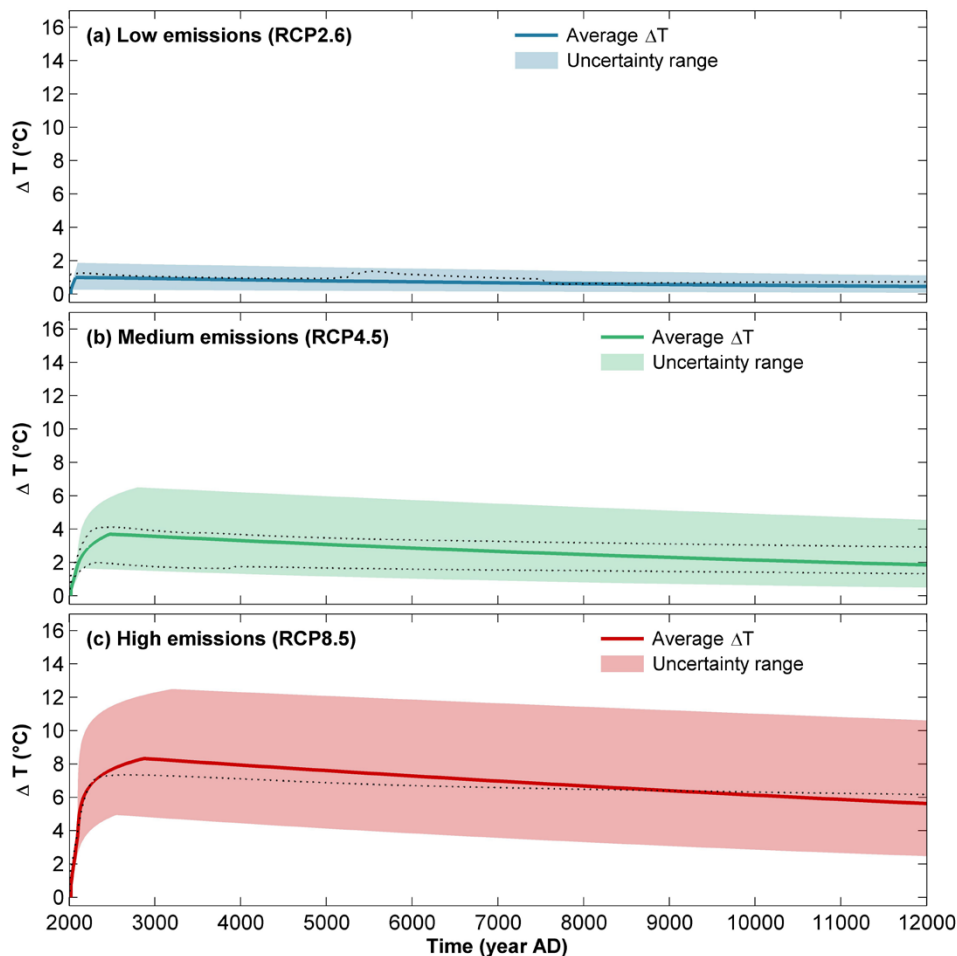 (a) Low emissions (RCP2.6)
Average ΔT
Uncertainty range
16
14
12
10
8
6
4
2
0
Δ T (°C)
(b) Medium emissions (RCP4.5)
Average ΔT
Uncertainty range
16
14
12
10
8
6
4
2
0
Δ T (°C)
(c) High emissions (RCP8.5)
Average ΔT
Uncertainty range
16
14
12
10
8
6
4
2
0
Δ T (°C)
2000 3000 4000 5000 6000 7000 8000 9000 10000 11000 12000
Time (year AD)